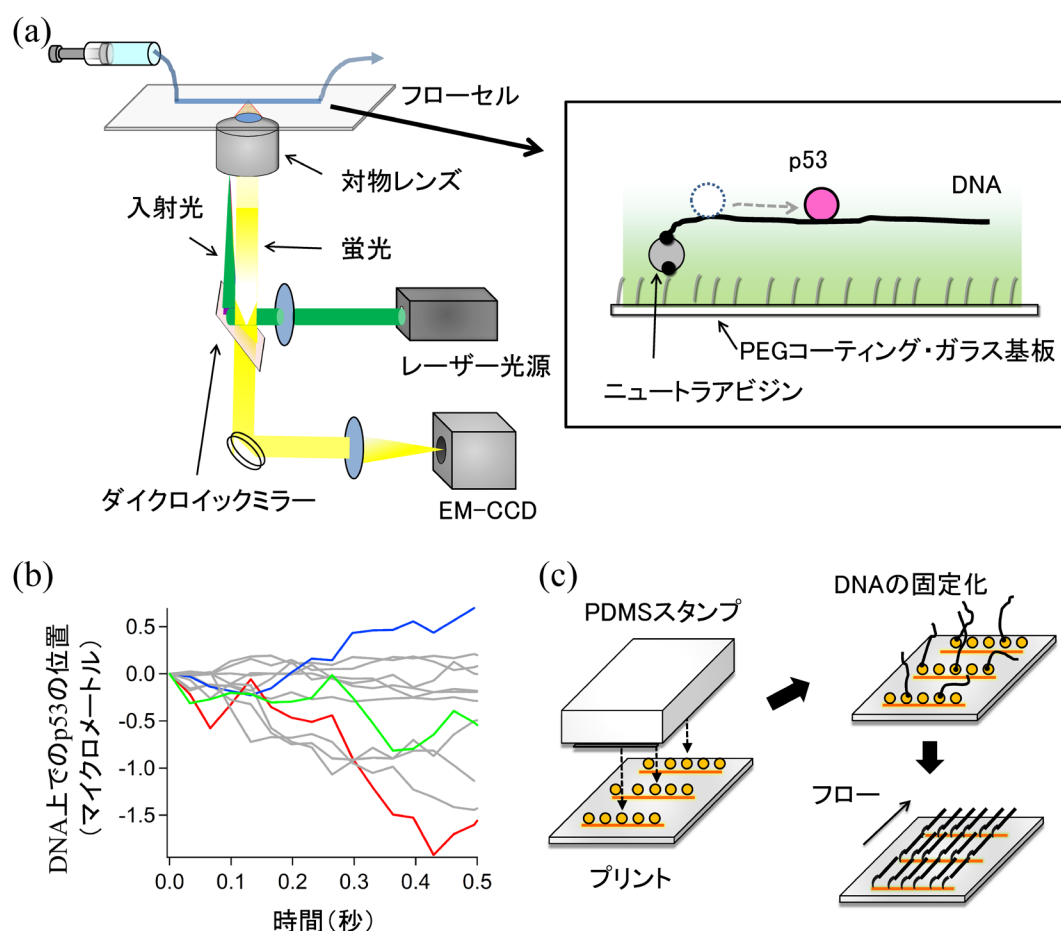 (a)
フローセル
対物レンズ
入射光
蛍光
レーザー光源
ダイクロイックミラー
EM-CCD
p53
DNA
PEGコーティング・ガラス基板
ニュートラアビジン
(b)
DNA上でのp53の位置
（マイクロメートル）
0.5
0.0
-0.5
-1.0
-1.5
0.0 0.1 0.2 0.3 0.4 0.5
時間（秒）
(c)
PDMSスタンプ
プリント
DNAの固定化
フロー